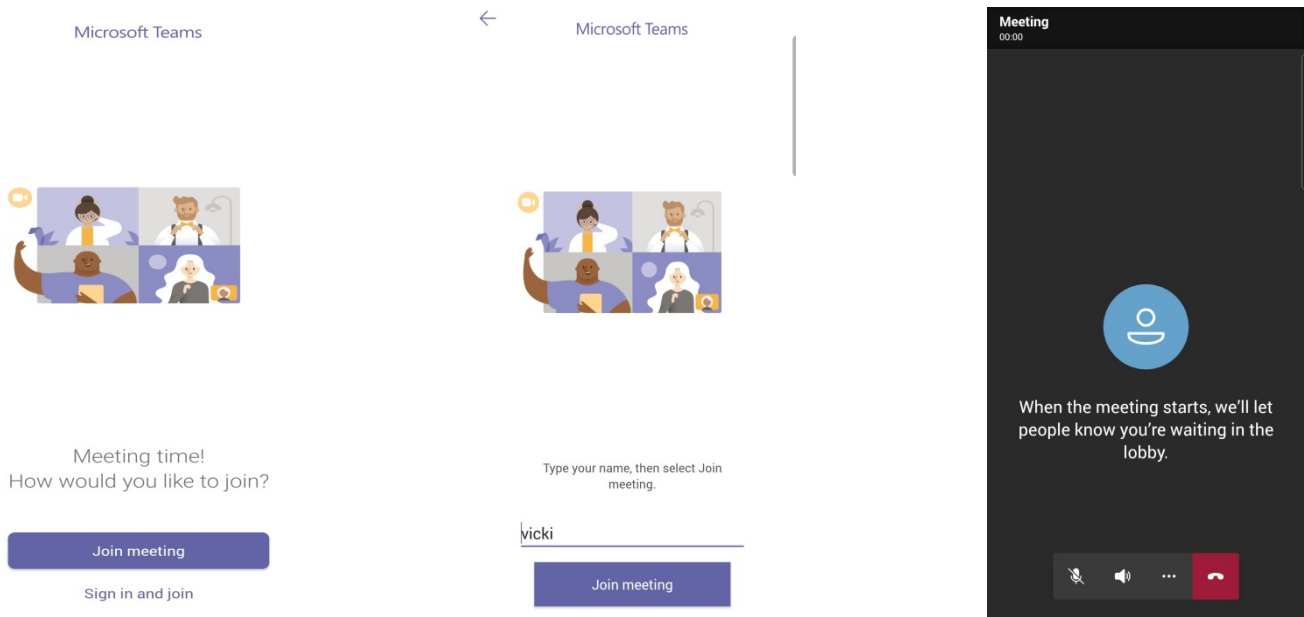 Microsoft Teams
Meeting time!
How would you like to join?
Join meeting
Sign in and join
Microsoft Teams
Type your name, then select Join
meeting.
vicki
Join meeting
Meeting
00:00
When the meeting starts, we'll let
people know you're waiting in the
lobby.